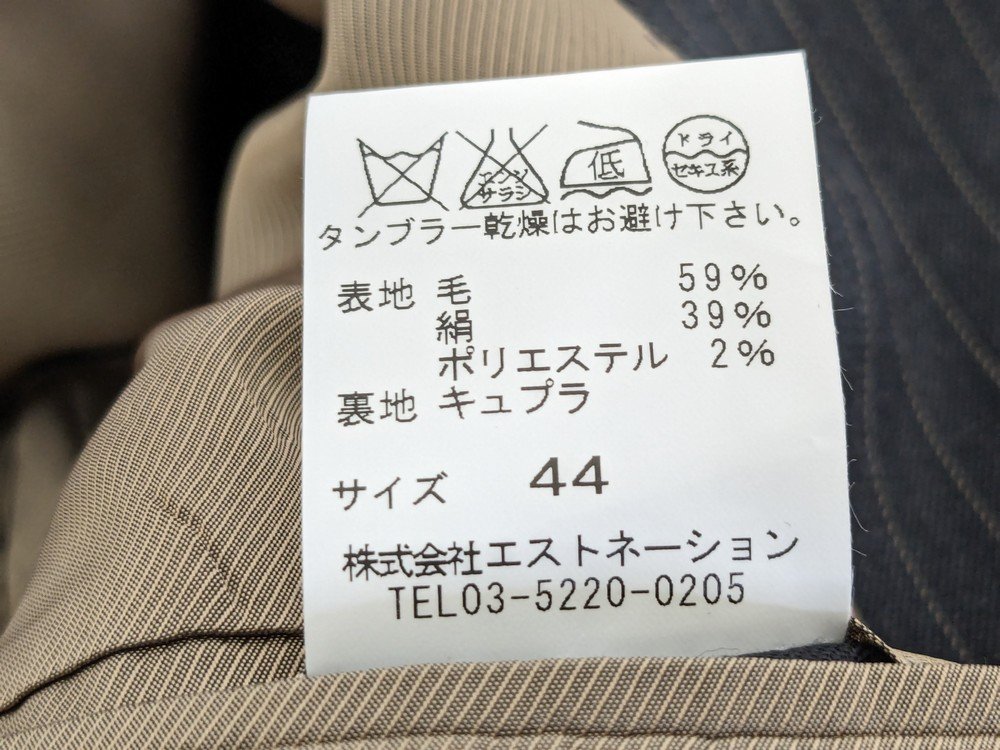 エンソ
サラシ
低
ドライ
セキユ系
タンブラー乾燥はお避け下さい。
表地 毛 59%
絹 39%
ポリエステル 2%
裏地 キュプラ
サイズ 44
株式会社エストネーション
TEL03-5220-0205